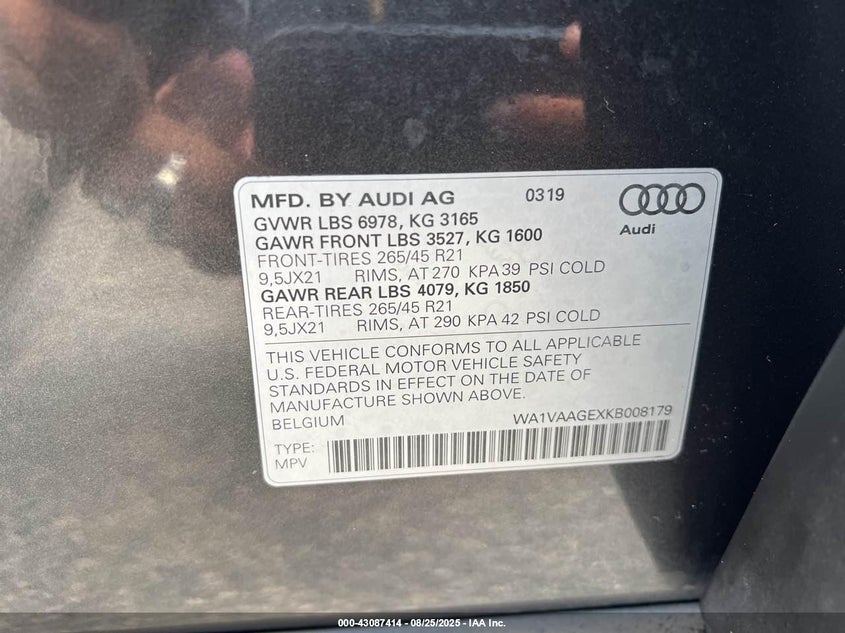 MFD. BY AUDI AG 0319
Audi
GVWR LBS 6978, KG 3165
GAWR FRONT LBS 3527, KG 1600
FRONT-TIRES 265/45 R21
9,5JX21 RIMS, AT 270 KPA 39 PSI COLD
GAWR REAR LBS 4079, KG 1850
REAR-TIRES 265/45 R21
9,5JX21 RIMS, AT 290 KPA 42 PSI COLD
THIS VEHICLE CONFORMS TO ALL APPLICABLE
U.S. FEDERAL MOTOR VEHICLE SAFETY
STANDARDS IN EFFECT ON THE DATE OF
MANUFACTURE SHOWN ABOVE.
BELGIUM WA1VAAGEXKB008179
TYPE:
MPV
000-43087414 - 08/25/2025 - IAA Inc.